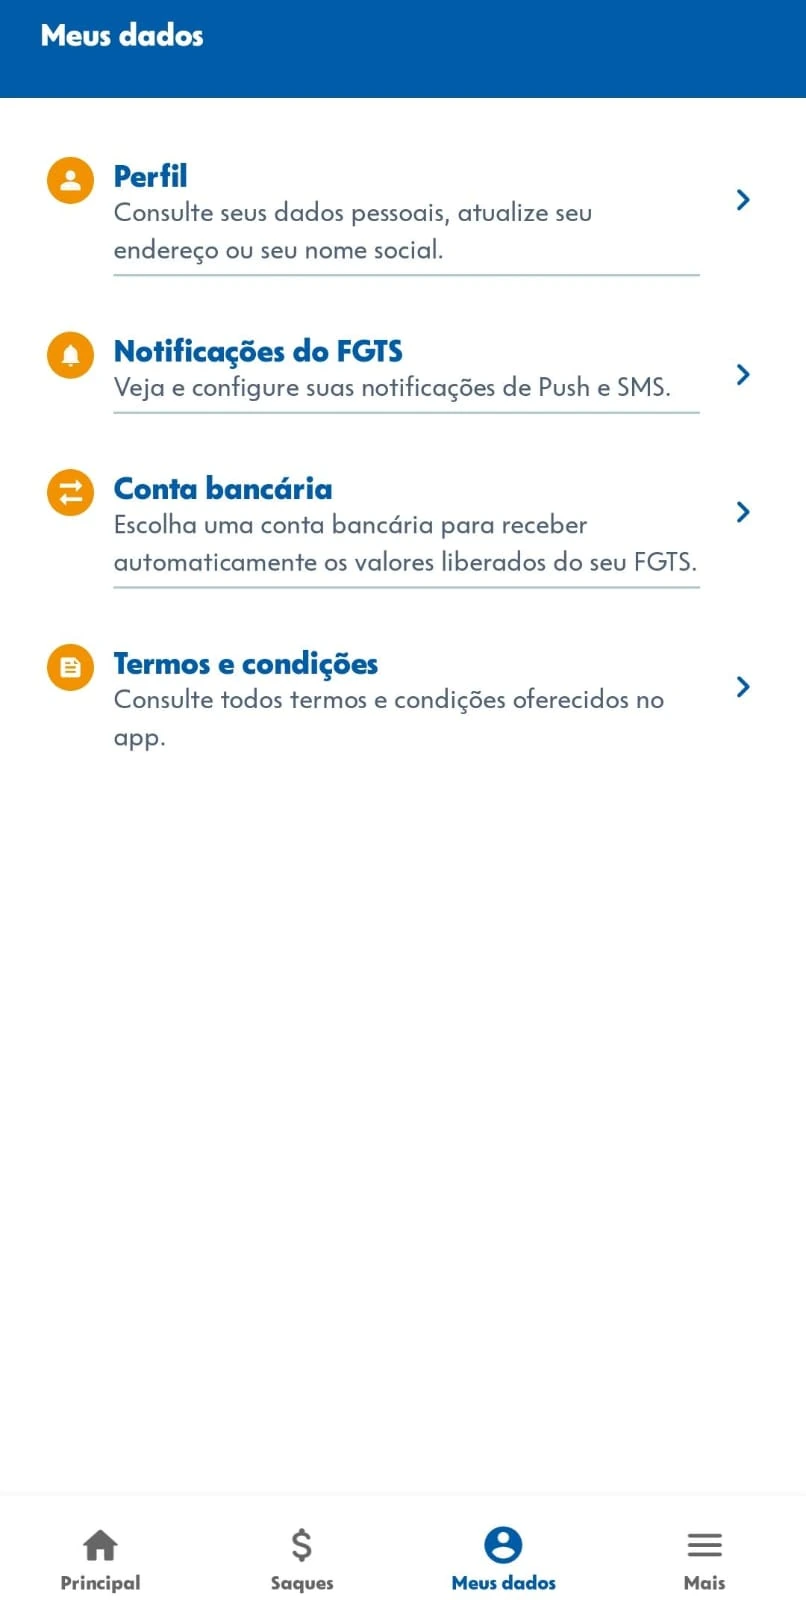 Meus dados
Perfil
Consulte seus dados pessoais, atualize seu
endereço ou seu nome social.
Notificações do FGTS
Veja e configure suas notificações de Push e SMS.
Conta bancária
Escolha uma conta bancária para receber
automaticamente os valores liberados do seu FGTS.
Termos e condições
Consulte todos termos e condições oferecidos no
app.
Principal
Saques
Meus dados
Mais